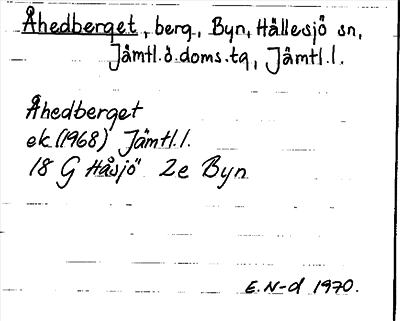 Åhedberget, berg, Byn, Hällesjö sn,
Jämtl. ö. doms. tg, Jämtl. l.
Åhedberget
ek (1968) Jämtl. l.
18 G Håsjö 2e Byn
E. N-d 1970.